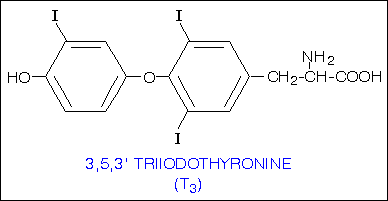 I
I
NH₂
HO
O
CH₂-CH-COOH
I
3,5,3' TRIIODOTHYRONINE
(T₃)